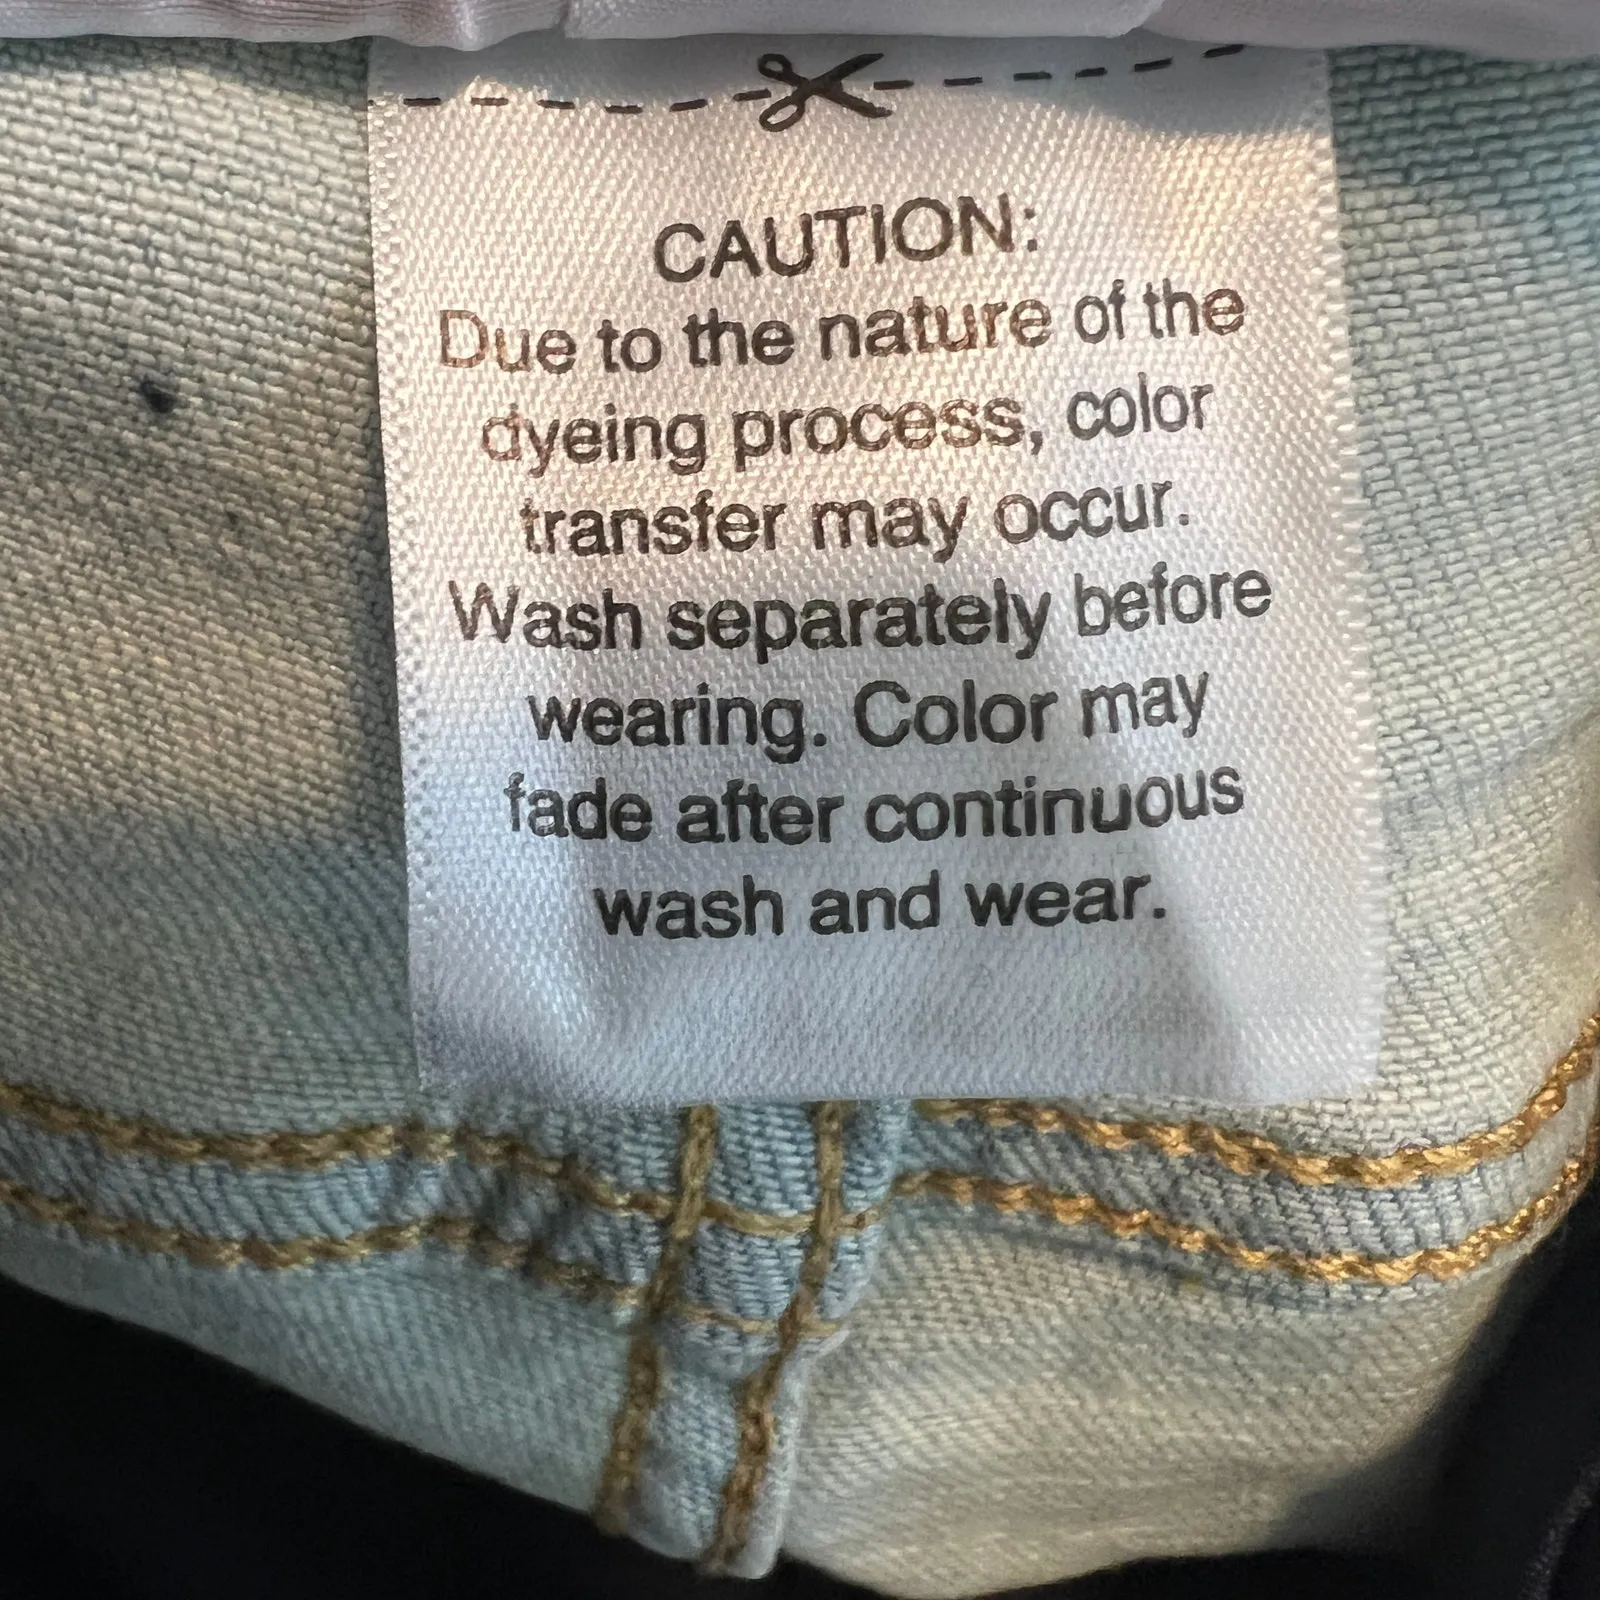 CAUTION:
Due to the nature of the
dyeing process, color
transfer may occur.
Wash separately before
wearing. Color may
fade after continuous
wash and wear.